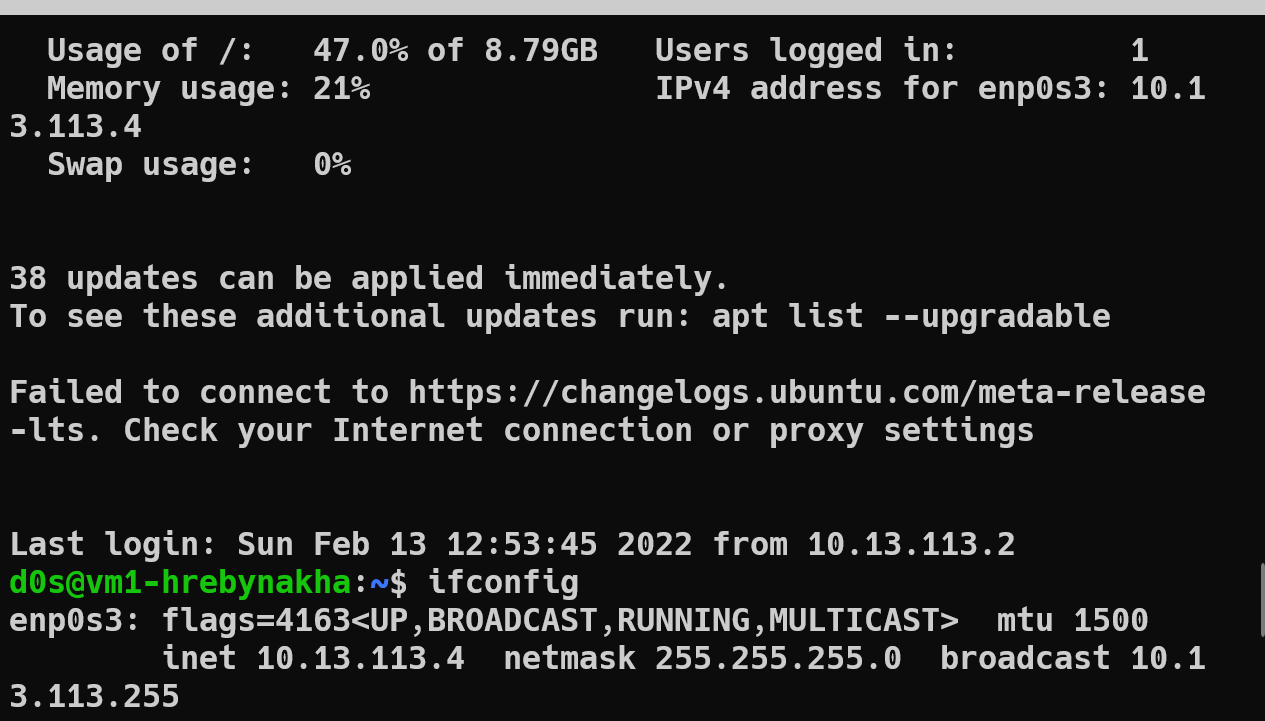 Usage of /:   47.0% of 8.79GB   Users logged in:         1
  Memory usage: 21%               IPv4 address for enp0s3: 10.1
3.113.4
  Swap usage:   0%
38 updates can be applied immediately.
To see these additional updates run: apt list --upgradable
Failed to connect to https://changelogs.ubuntu.com/meta-release
-lts. Check your Internet connection or proxy settings
Last login: Sun Feb 13 12:53:45 2022 from 10.13.113.2
d0s@vm1-hrebynakha:~$ ifconfig
enp0s3: flags=4163<UP,BROADCAST,RUNNING,MULTICAST>  mtu 1500
        inet 10.13.113.4  netmask 255.255.255.0  broadcast 10.1
3.113.255